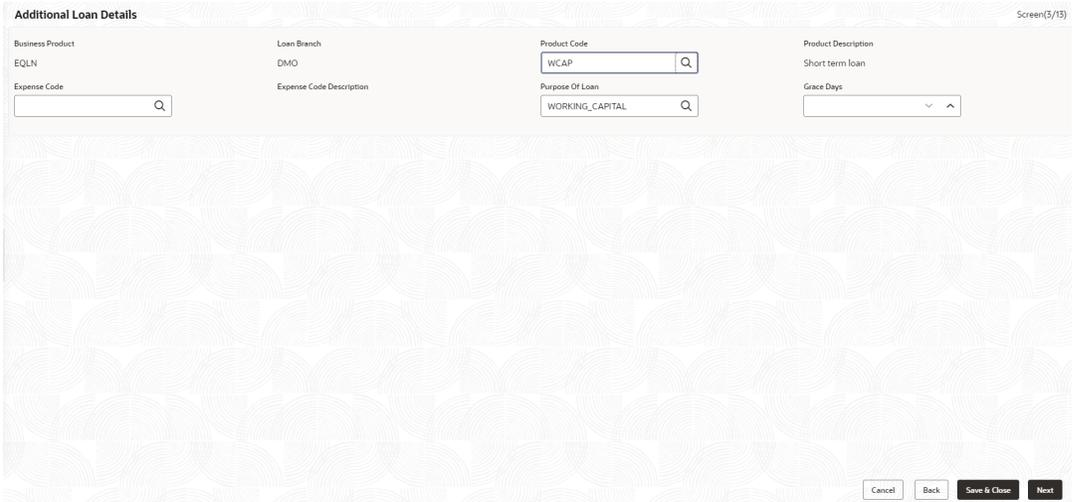 Additional Loan Details
Screen(3/13)
Business Product
Loan Branch
Product Code
Product Description
EQLN
DMO
WCAP
Short term loan
Expense Code
Expense Code Description
Purpose Of Loan
Grace Days
WORKING_CAPITAL
Cancel
Back
Save & Close
Next